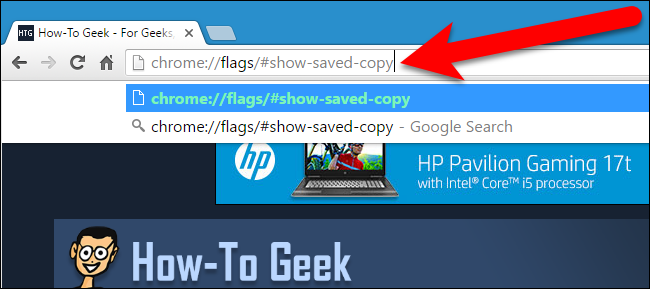 HTG How-To Geek - For Geeks,
chrome://flags/#show-saved-copy
chrome://flags/#show-saved-copy
chrome://flags/#show-saved-copy - Google Search
hp
HP Pavilion Gaming 17t
with Intel® Core™ i5 processor
How-To Geek